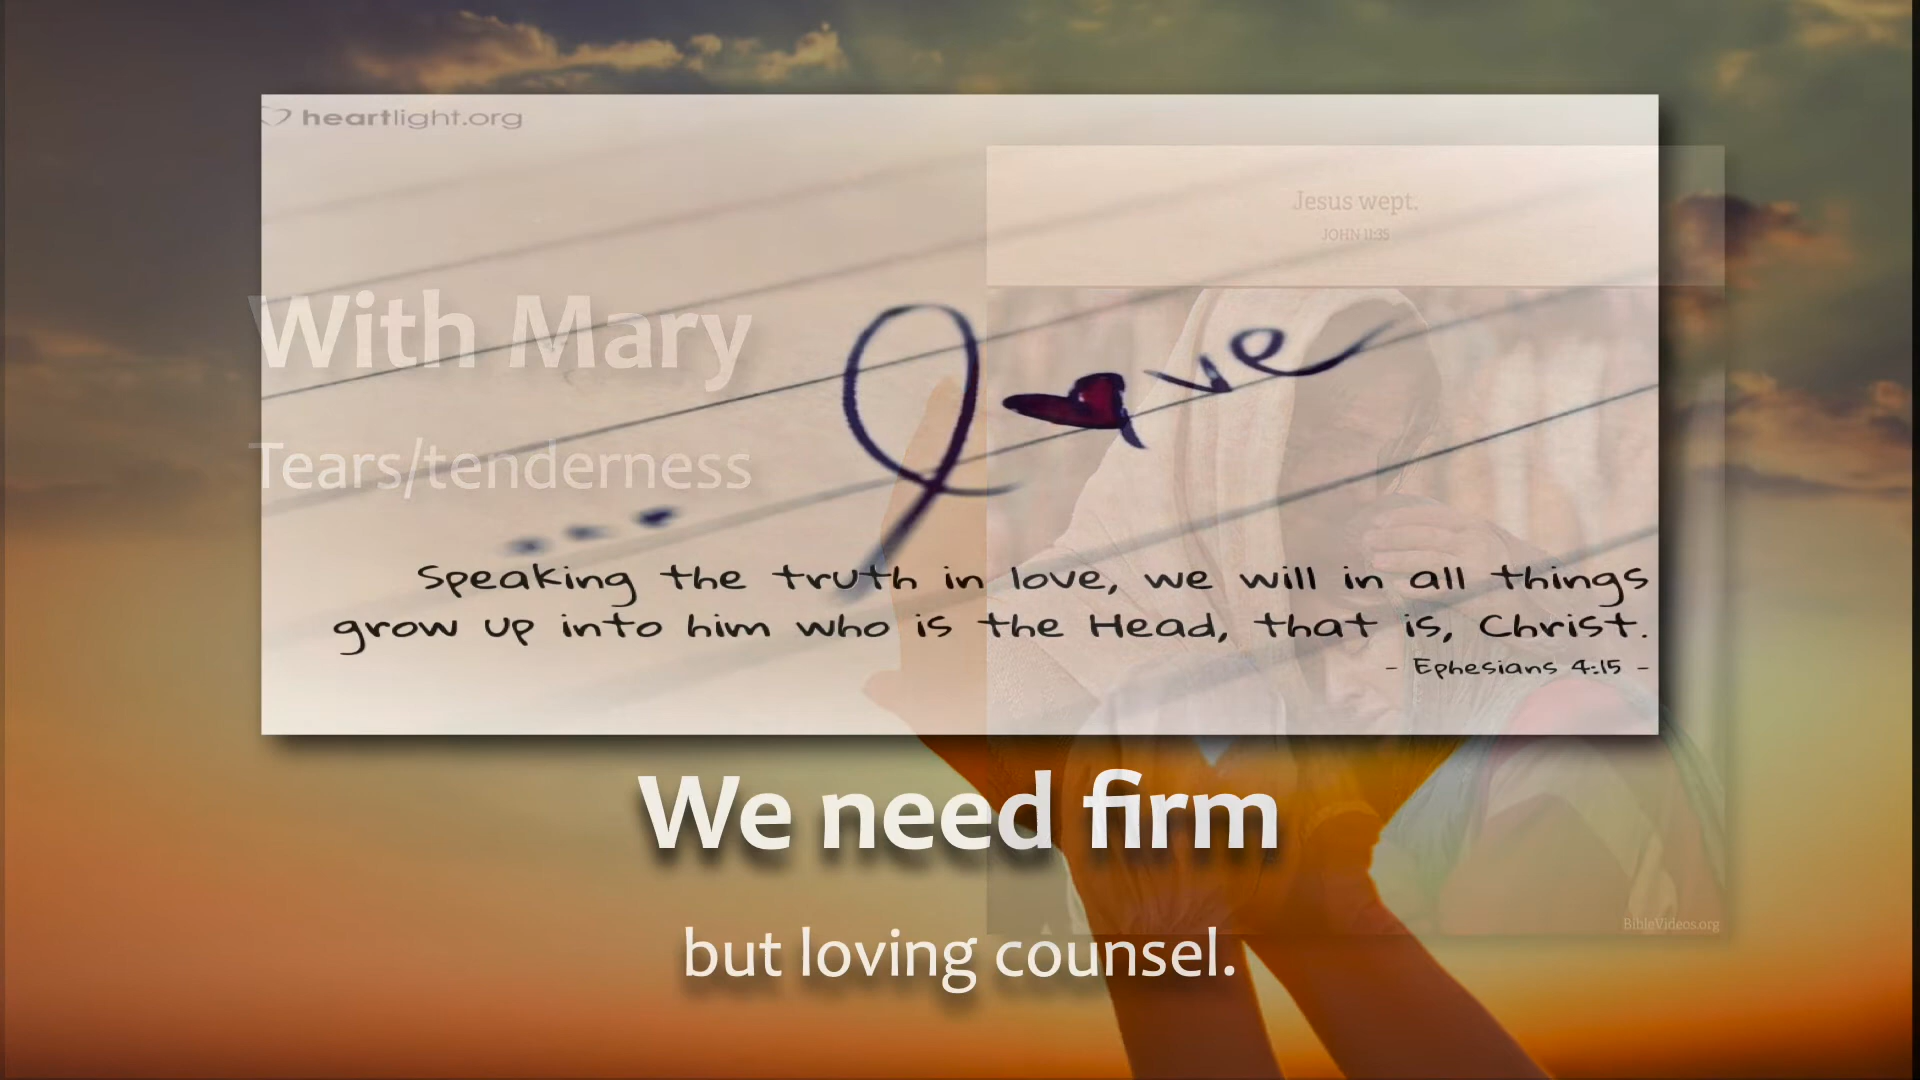 heartlight.org
Jesus wept.
JOHN 11:35
With Mary
Tears/tenderness
love
Speaking the truth in love, we will in all things
grow up into him who is the Head, that is, Christ.
- Ephesians 4:15 -
We need firm
but loving counsel.
BibleVideos.org